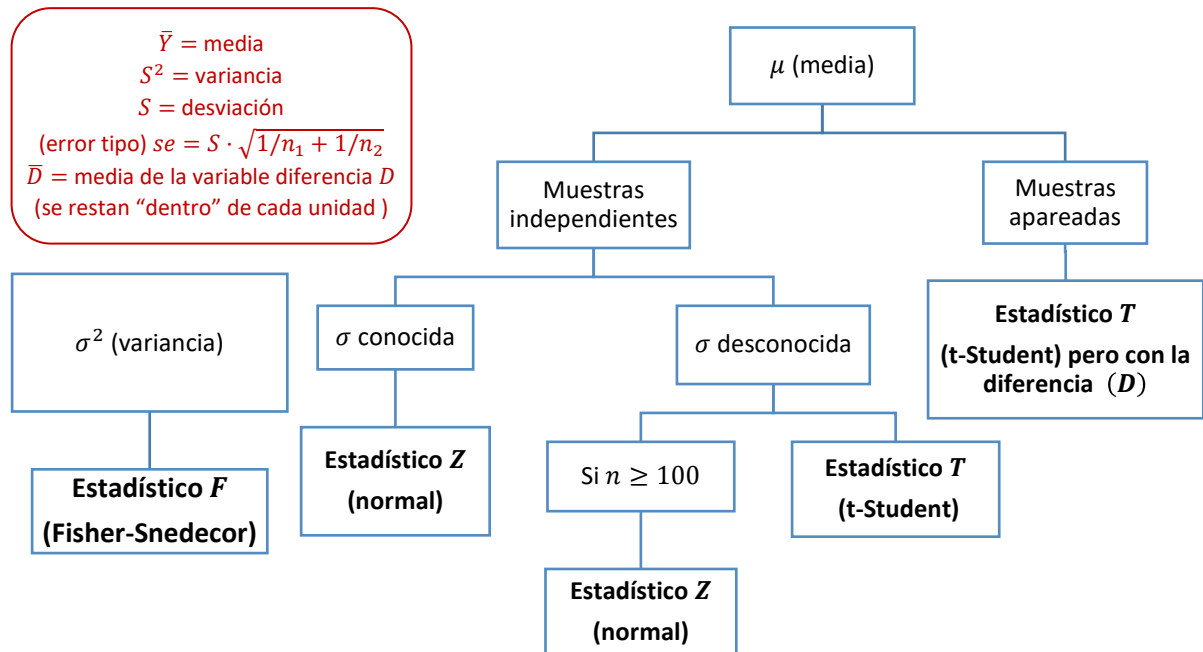 Ȳ = media
S² = variancia
S = desviación
(error tipo) se = S · √(1/n₁ + 1/n₂)
D̄ = media de la variable diferencia D
(se restan “dentro” de cada unidad )
μ (media)
Muestras
independientes
Muestras
apareadas
σ² (variancia)
σ conocida
σ desconocida
Estadístico T
(t-Student) pero con la
diferencia (D)
Estadístico F
(Fisher-Snedecor)
Estadístico Z
(normal)
Si n ≥ 100
Estadístico T
(t-Student)
Estadístico Z
(normal)